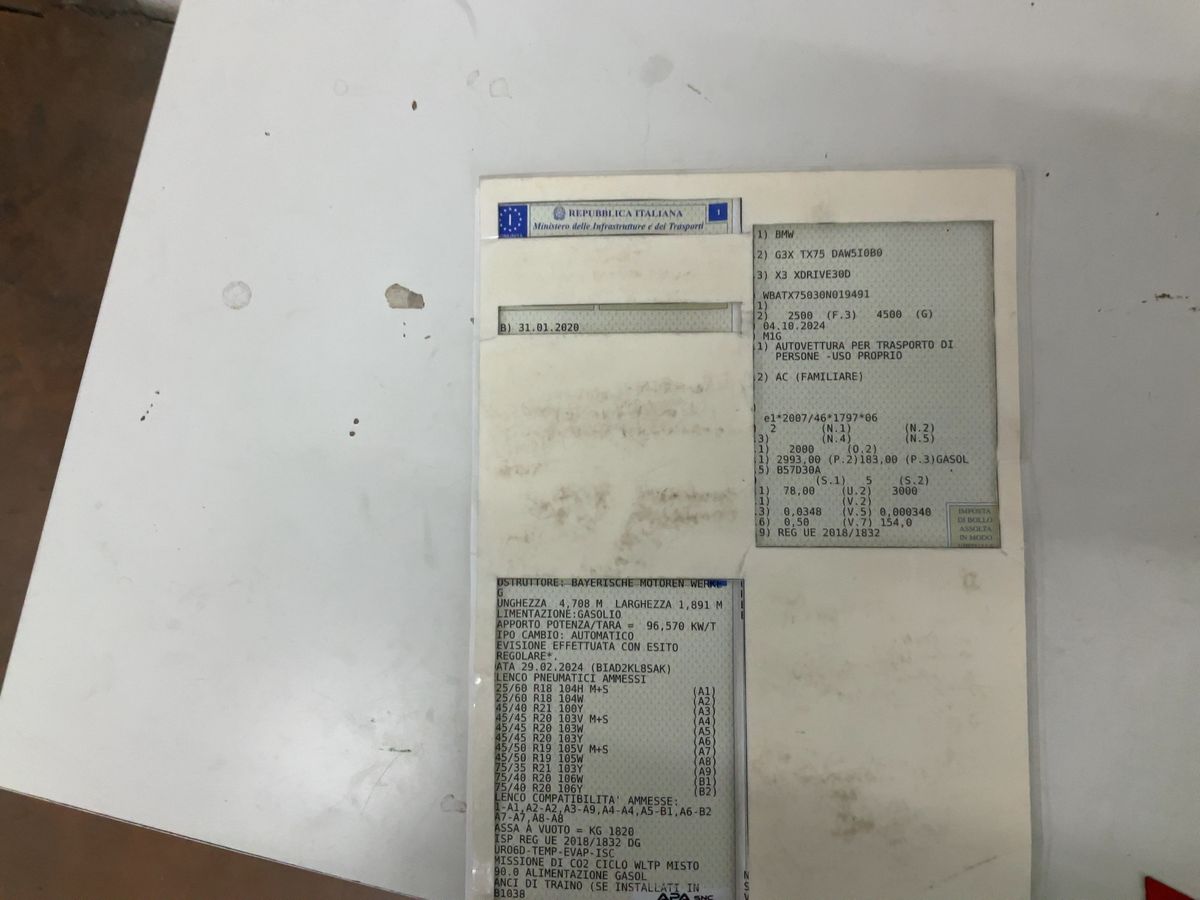 REPUBBLICA ITALIANA
1
I
Ministero delle Infrastrutture e dei Trasporti
B) 31.01.2020
1) BMW
.2) G3X TX75 DAW5I0B0
.3) X3 XDRIVE30D
) WBATX75030N019491
1)
2) 2500 (F.3) 4500 (G)
) 04.10.2024
) M1G
.1) AUTOVETTURA PER TRASPORTO DI
PERSONE -USO PROPRIO
.2) AC (FAMILIARE)
)
e1*2007/46*1797*06
) 2 (N.1) (N.2)
.3) (N.4) (N.5)
.1) 2000 (O.2)
.1) 2993,00 (P.2)183,00 (P.3)GASOL
.5) B57D30A
(S.1) 5 (S.2)
1) 78,00 (U.2) 3000
.1) (V.2)
.3) 0,0348 (V.5) 0,000340
.6) 0,50 (V.7) 154,0
.9) REG UE 2018/1832
IMPOSTA
DI BOLLO
ASSOLTA
IN MODO
OSTRUTTORE: BAYERISCHE MOTOREN WERKE
G
UNGHEZZA 4,708 M LARGHEZZA 1,891 M
LIMENTAZIONE:GASOLIO
APPORTO POTENZA/TARA = 96,570 KW/T
IPO CAMBIO: AUTOMATICO
EVISIONE EFFETTUATA CON ESITO
REGOLARE*.
ATA 29.02.2024 (BIAD2KL8SAK)
LENCO PNEUMATICI AMMESSI
25/60 R18 104H M+S (A1)
25/60 R18 104W (A2)
45/40 R21 100Y (A3)
45/45 R20 103V M+S (A4)
45/45 R20 103W (A5)
45/45 R20 103Y (A6)
45/50 R19 105V M+S (A7)
45/50 R19 105W (A8)
75/35 R21 103Y (A9)
75/40 R20 106W (B1)
75/40 R20 106Y (B2)
LENCO COMPATIBILITA' AMMESSE:
1-A1,A2-A2,A3-A9,A4-A4,A5-B1,A6-B2
A7-A7,A8-A8
ASSA A VUOTO = KG 1820
ISP REG UE 2018/1832 DG
URO6D-TEMP-EVAP-ISC
MISSIONE DI CO2 CICLO WLTP MISTO
90.0 ALIMENTAZIONE GASOL
ANCI DI TRAINO (SE INSTALLATI IN
B1038
APA SNC
N
S
V